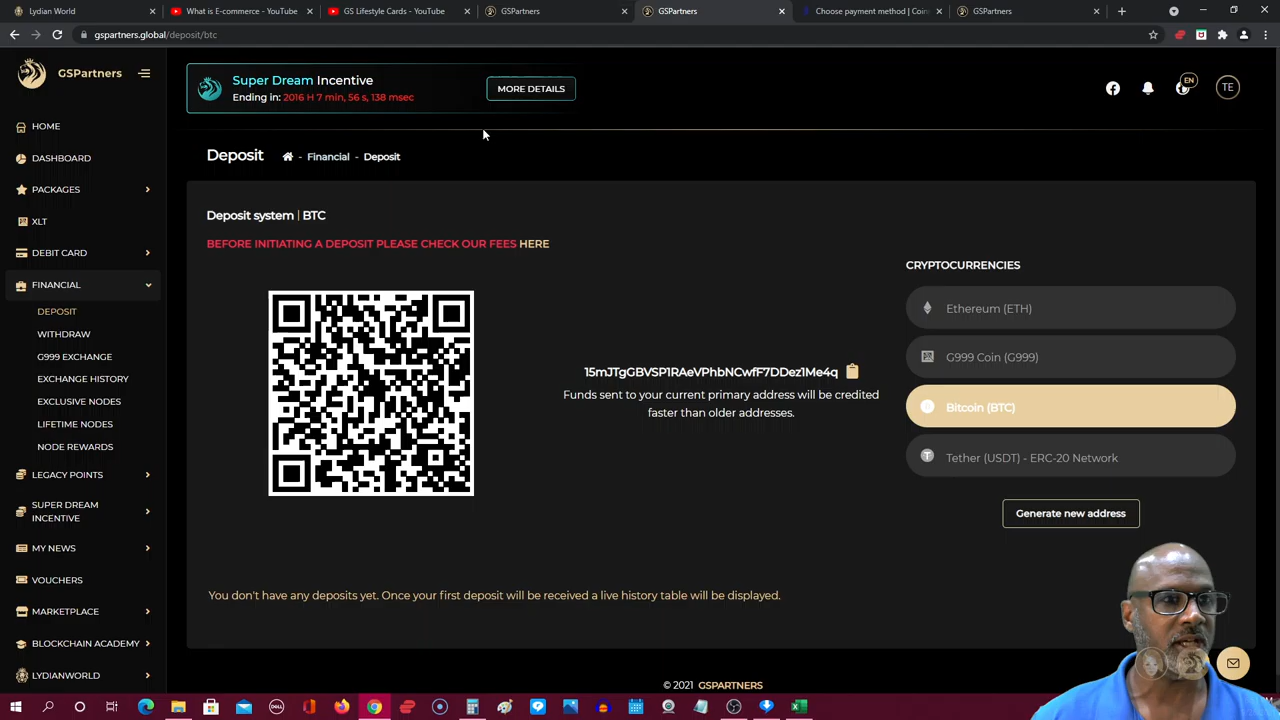 Lydian World
What is E-commerce - YouTube
GS Lifestyle Cards - YouTube
GSPartners
GSPartners
Choose payment method | Coin
GSPartners
gspartners.global/deposit/btc
GSPartners
Super Dream Incentive
Ending in: 2016 H 7 min, 56 s, 138 msec
MORE DETAILS
EN
TE
HOME
DASHBOARD
PACKAGES
XLT
DEBIT CARD
FINANCIAL
DEPOSIT
WITHDRAW
G999 EXCHANGE
EXCHANGE HISTORY
EXCLUSIVE NODES
LIFETIME NODES
NODE REWARDS
LEGACY POINTS
SUPER DREAM
INCENTIVE
MY NEWS
VOUCHERS
MARKETPLACE
BLOCKCHAIN ACADEMY
LYDIANWORLD
Deposit
- Financial - Deposit
Deposit system | BTC
BEFORE INITIATING A DEPOSIT PLEASE CHECK OUR FEES HERE
15mJTgGBVSP1RAeVPhbNCwfF7DDez1Me4q
Funds sent to your current primary address will be credited
faster than older addresses.
CRYPTOCURRENCIES
Ethereum (ETH)
G999 Coin (G999)
Bitcoin (BTC)
Tether (USDT) - ERC-20 Network
Generate new address
You don't have any deposits yet. Once your first deposit will be received a live history table will be displayed.
© 2021 GSPARTNERS
DELL